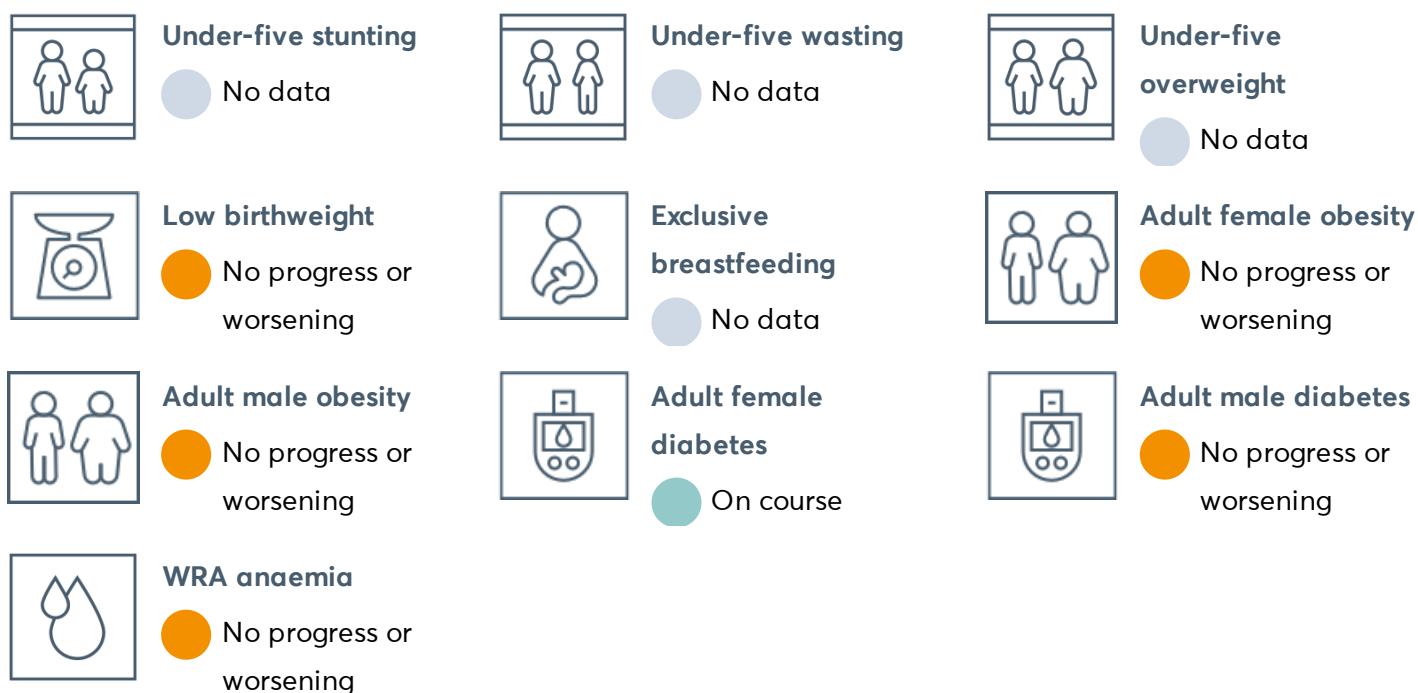 Under-five stunting
No data
Under-five wasting
No data
Under-five
overweight
No data
Low birthweight
No progress or
worsening
Exclusive
breastfeeding
No data
Adult female obesity
No progress or
worsening
Adult male obesity
No progress or
worsening
Adult female
diabetes
On course
Adult male diabetes
No progress or
worsening
WRA anaemia
No progress or
worsening